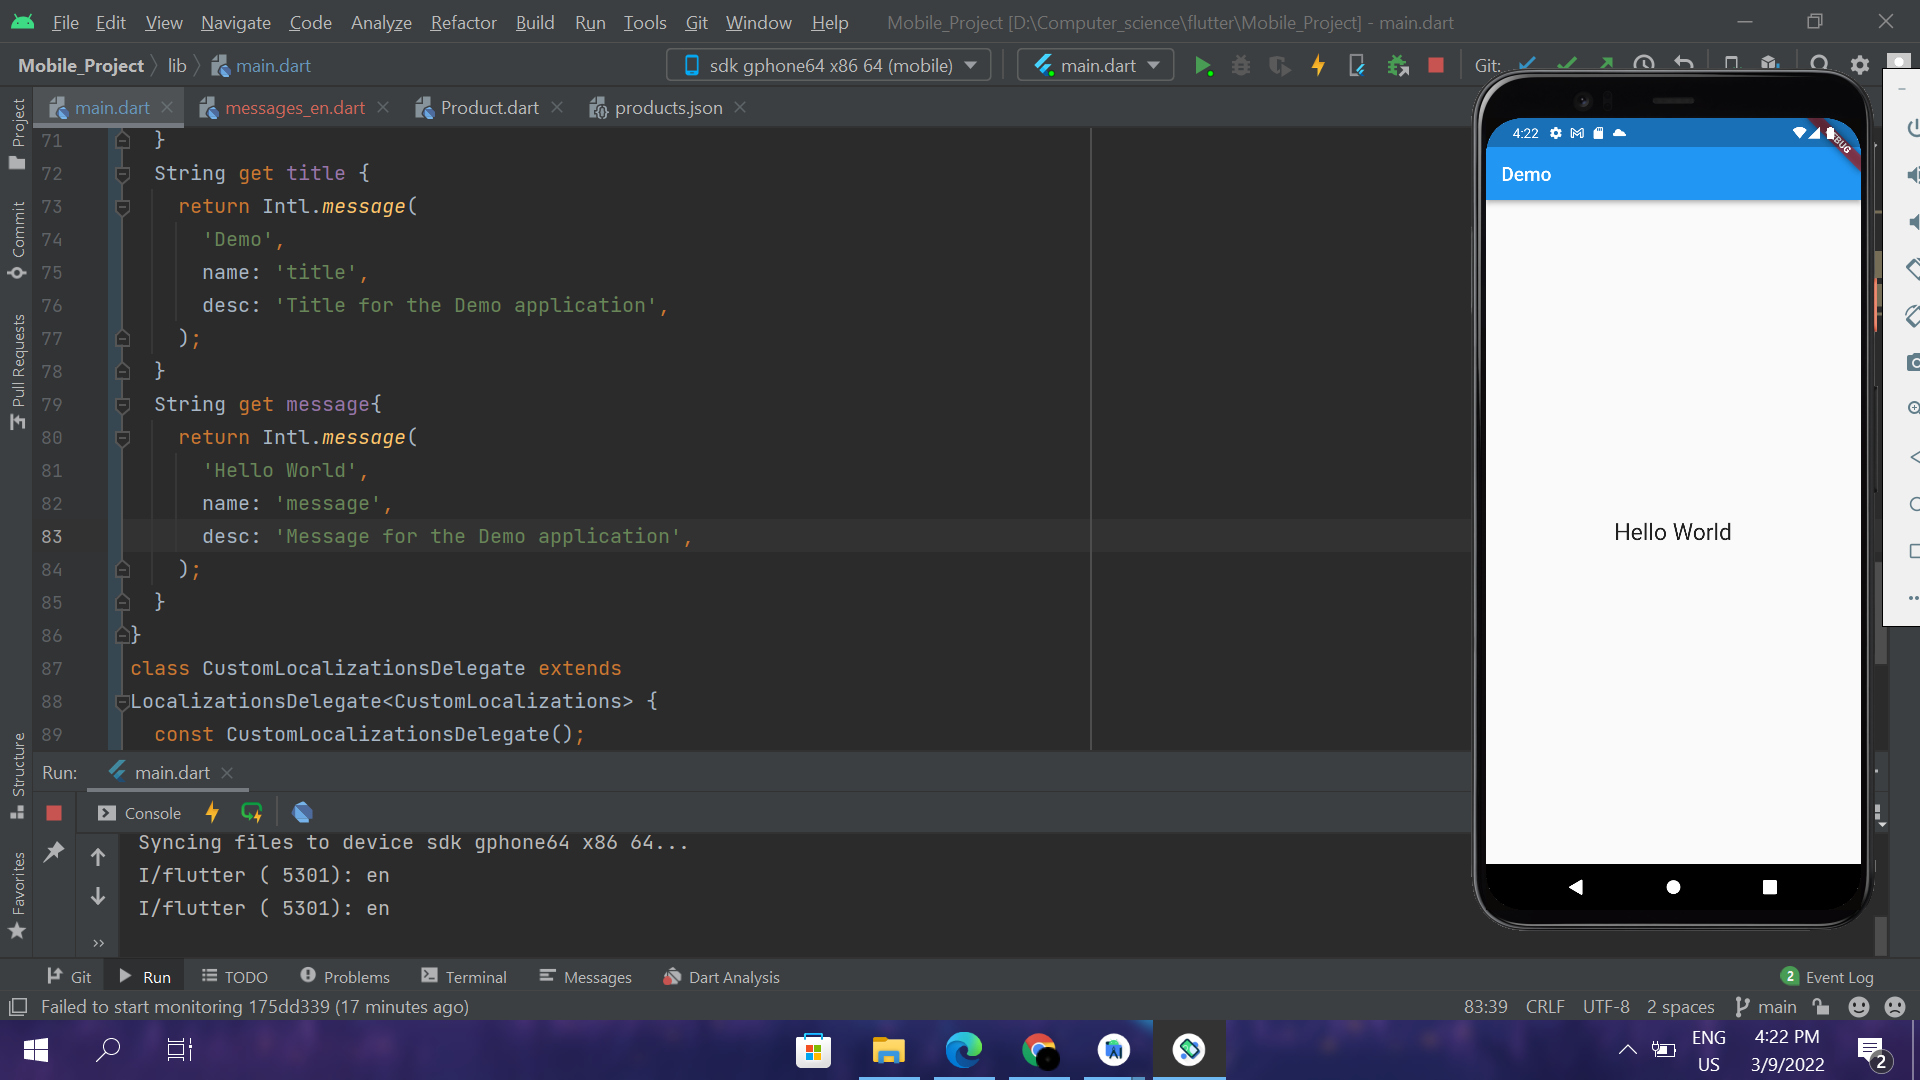 File Edit View Navigate Code Analyze Refactor Build Run Tools Git Window Help Mobile_Project [D:\Computer_science\flutter\Mobile_Project] - main.dart
Mobile_Project lib main.dart sdk gphone64 x86 64 (mobile) main.dart Git:
main.dart messages_en.dart Product.dart products.json
Project
Commit
Pull Requests
Structure
Favorites
71 }
72 String get title {
73 return Intl.message(
74 'Demo',
75 name: 'title',
76 desc: 'Title for the Demo application',
77 );
78 }
79 String get message{
80 return Intl.message(
81 'Hello World',
82 name: 'message',
83 desc: 'Message for the Demo application',
84 );
85 }
86 }
87 class CustomLocalizationsDelegate extends
88 LocalizationsDelegate<CustomLocalizations> {
89 const CustomLocalizationsDelegate();
4:22
Demo
Hello World
Run: main.dart
Console
Syncing files to device sdk gphone64 x86 64...
I/flutter ( 5301): en
I/flutter ( 5301): en
Git Run TODO Problems Terminal Messages Dart Analysis 2 Event Log
Failed to start monitoring 175dd339 (17 minutes ago) 83:39 CRLF UTF-8 2 spaces main
ENG 4:22 PM
US 3/9/2022 2